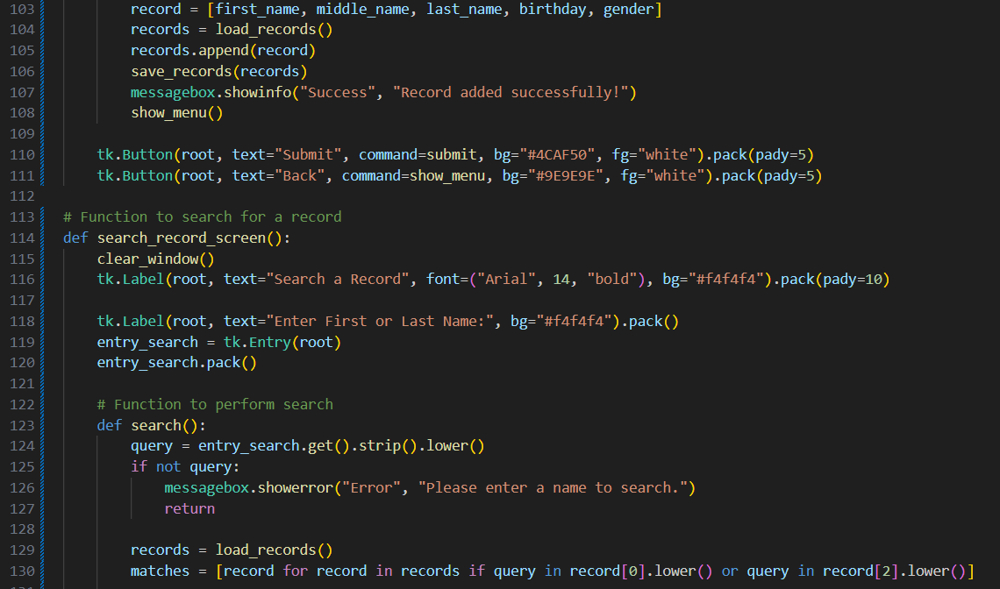 103 record = [first_name, middle_name, last_name, birthday, gender]
104 records = load_records()
105 records.append(record)
106 save_records(records)
107 messagebox.showinfo("Success", "Record added successfully!")
108 show_menu()
109
110 tk.Button(root, text="Submit", command=submit, bg="#4CAF50", fg="white").pack(pady=5)
111 tk.Button(root, text="Back", command=show_menu, bg="#9E9E9E", fg="white").pack(pady=5)
112
113 # Function to search for a record
114 def search_record_screen():
115 clear_window()
116 tk.Label(root, text="Search a Record", font=("Arial", 14, "bold"), bg="#f4f4f4").pack(pady=10)
117
118 tk.Label(root, text="Enter First or Last Name:", bg="#f4f4f4").pack()
119 entry_search = tk.Entry(root)
120 entry_search.pack()
121
122 # Function to perform search
123 def search():
124 query = entry_search.get().strip().lower()
125 if not query:
126 messagebox.showerror("Error", "Please enter a name to search.")
127 return
128
129 records = load_records()
130 matches = [record for record in records if query in record[0].lower() or query in record[2].lower()]